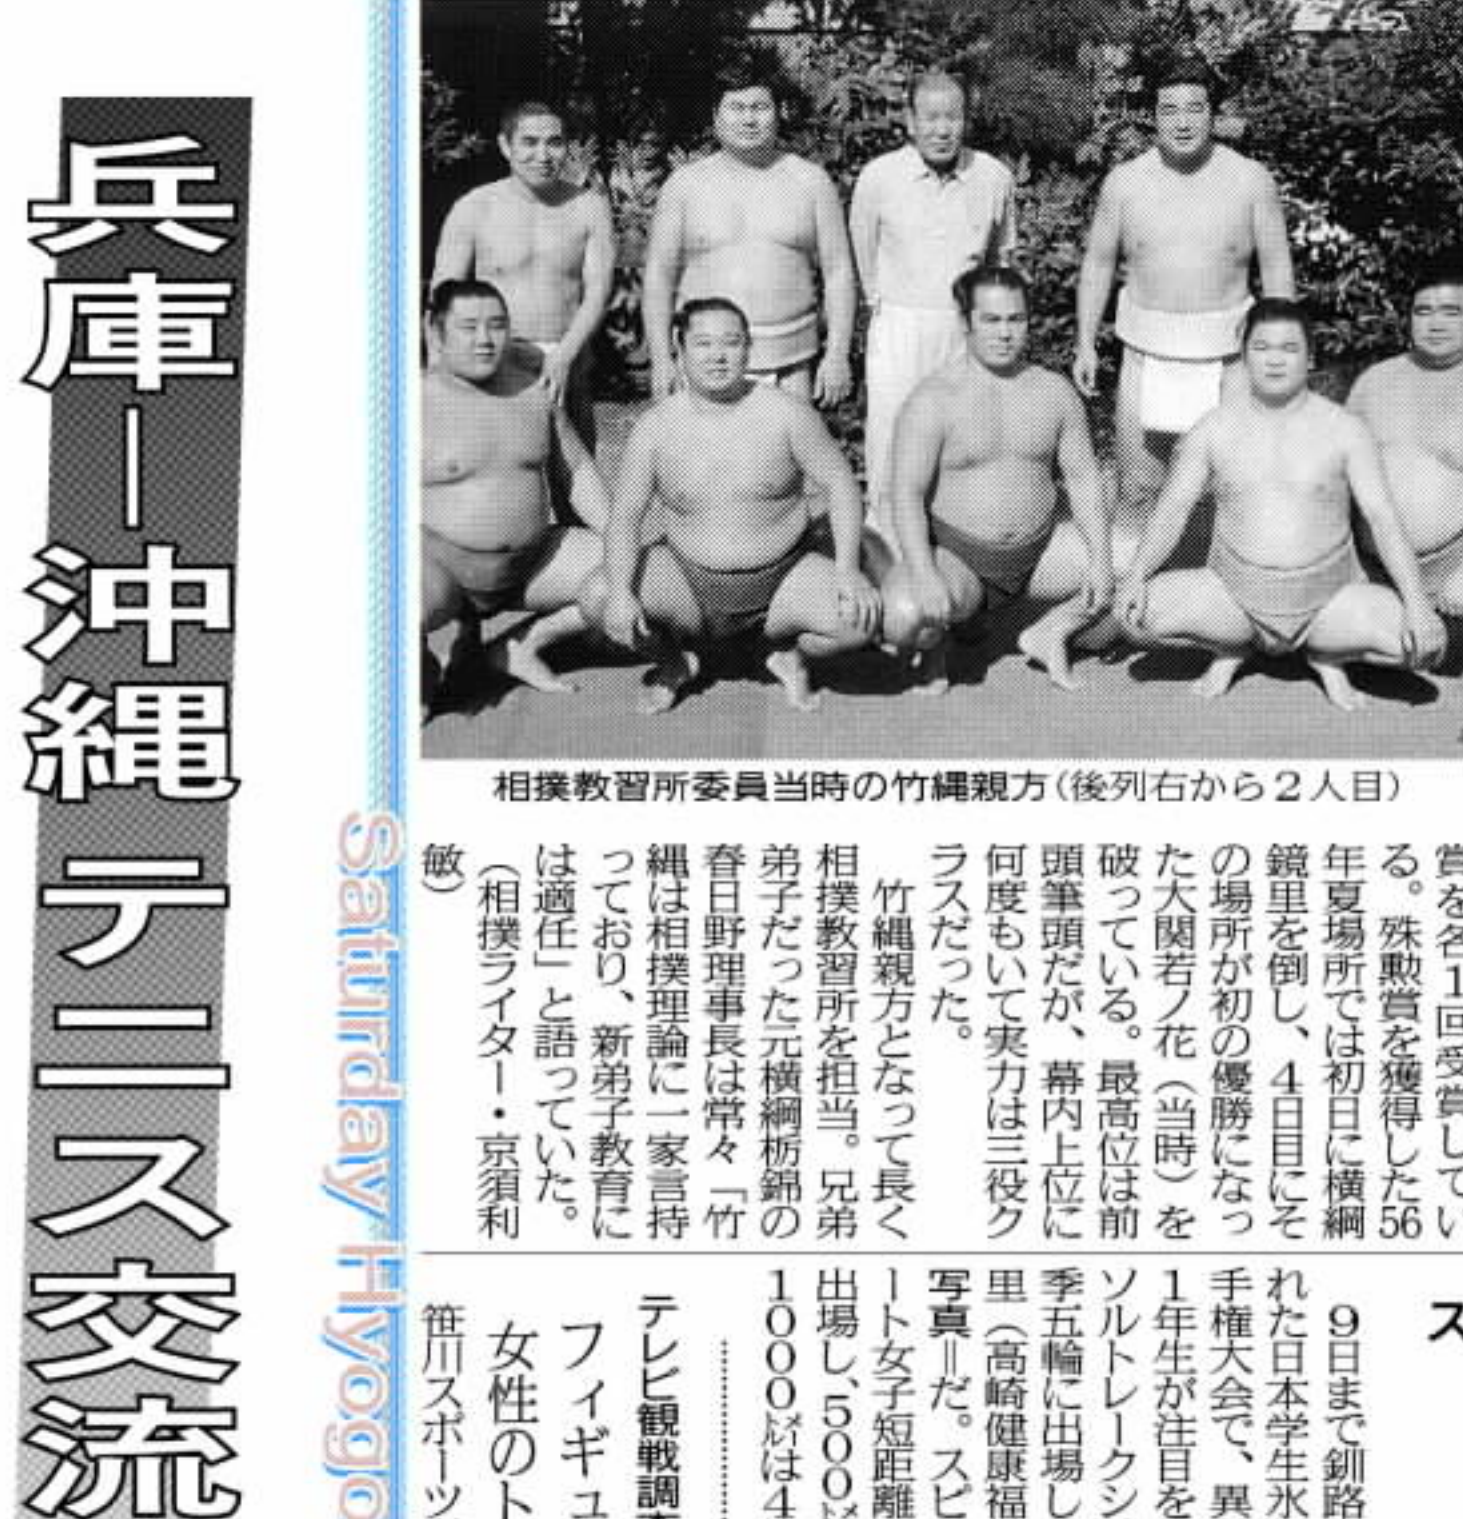 兵庫―沖縄 テニス交流
Saturday Hyogo
相撲教習所委員当時の竹縄親方（後列右から２人目）
賞を各１回受賞してい
る。殊勲賞を獲得した56
年夏場所では初日に横綱
鏡里を倒し、４日目にそ
の場所が初の優勝になっ
た大関若ノ花（当時）を
破っている。最高位は前
頭筆頭だが、幕内上位に
何度もいて実力は三役ク
ラスだった。
竹縄親方となって長く
相撲教習所を担当。兄弟
弟子だった元横綱栃錦の
春日野理事長は常々「竹
縄は相撲理論に一家言持
っており、新弟子教育に
は適任」と語っていた。
（相撲ライター・京須利
敏）
ス
９日まで釧路
れた日本学生氷
手権大会で、異
１年生が注目を
ソルトレークシ
季五輪に出場し
里（高崎健康福
写真＝だ。スピ
ート女子短距離
出場し、５００㍍
１０００㍍は４
テレビ観戦調
フィギュ
女性のト
笹川スポーツ